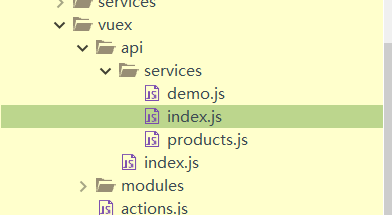 services
vuex
api
services
demo.js
index.js
products.js
index.js
modules
actions.js